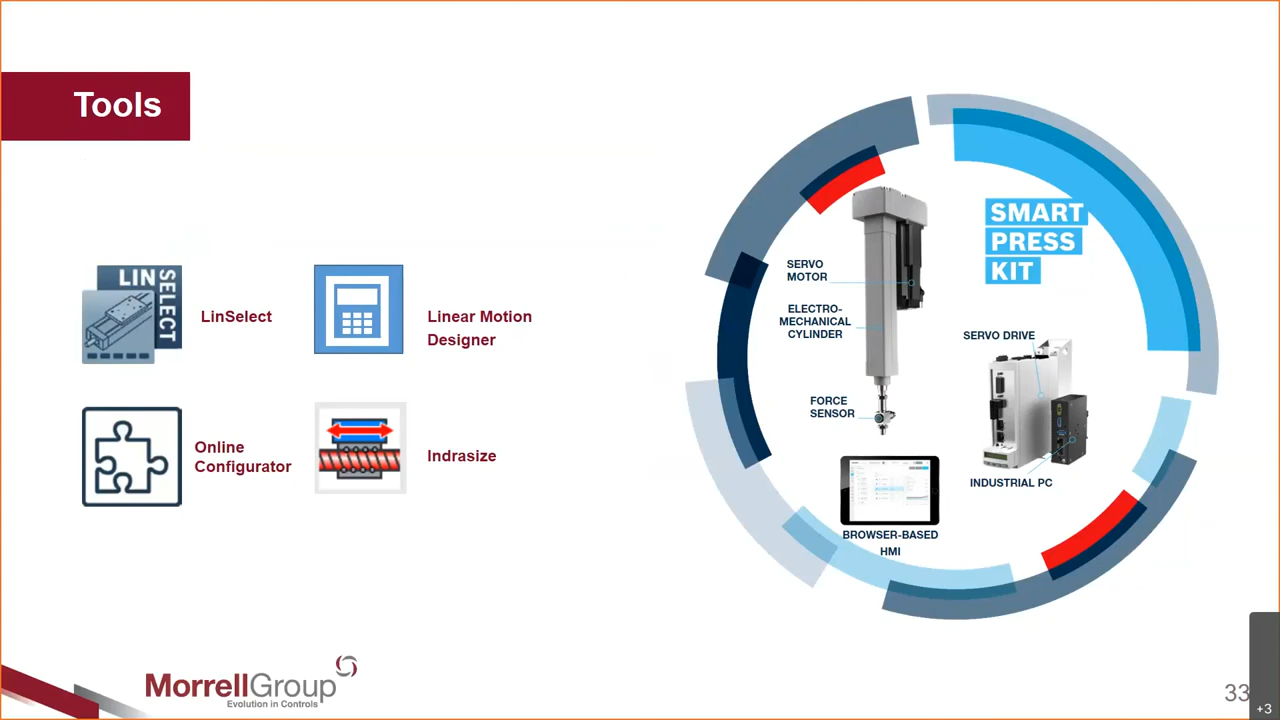 Tools
LIN
SELECT
LinSelect
Linear Motion
Designer
Online
Configurator
Indrasize
SMART
PRESS
KIT
SERVO
MOTOR
ELECTRO-
MECHANICAL
CYLINDER
FORCE
SENSOR
SERVO DRIVE
INDUSTRIAL PC
BROWSER-BASED
HMI
MorrellGroup
Evolution in Controls
33
+3